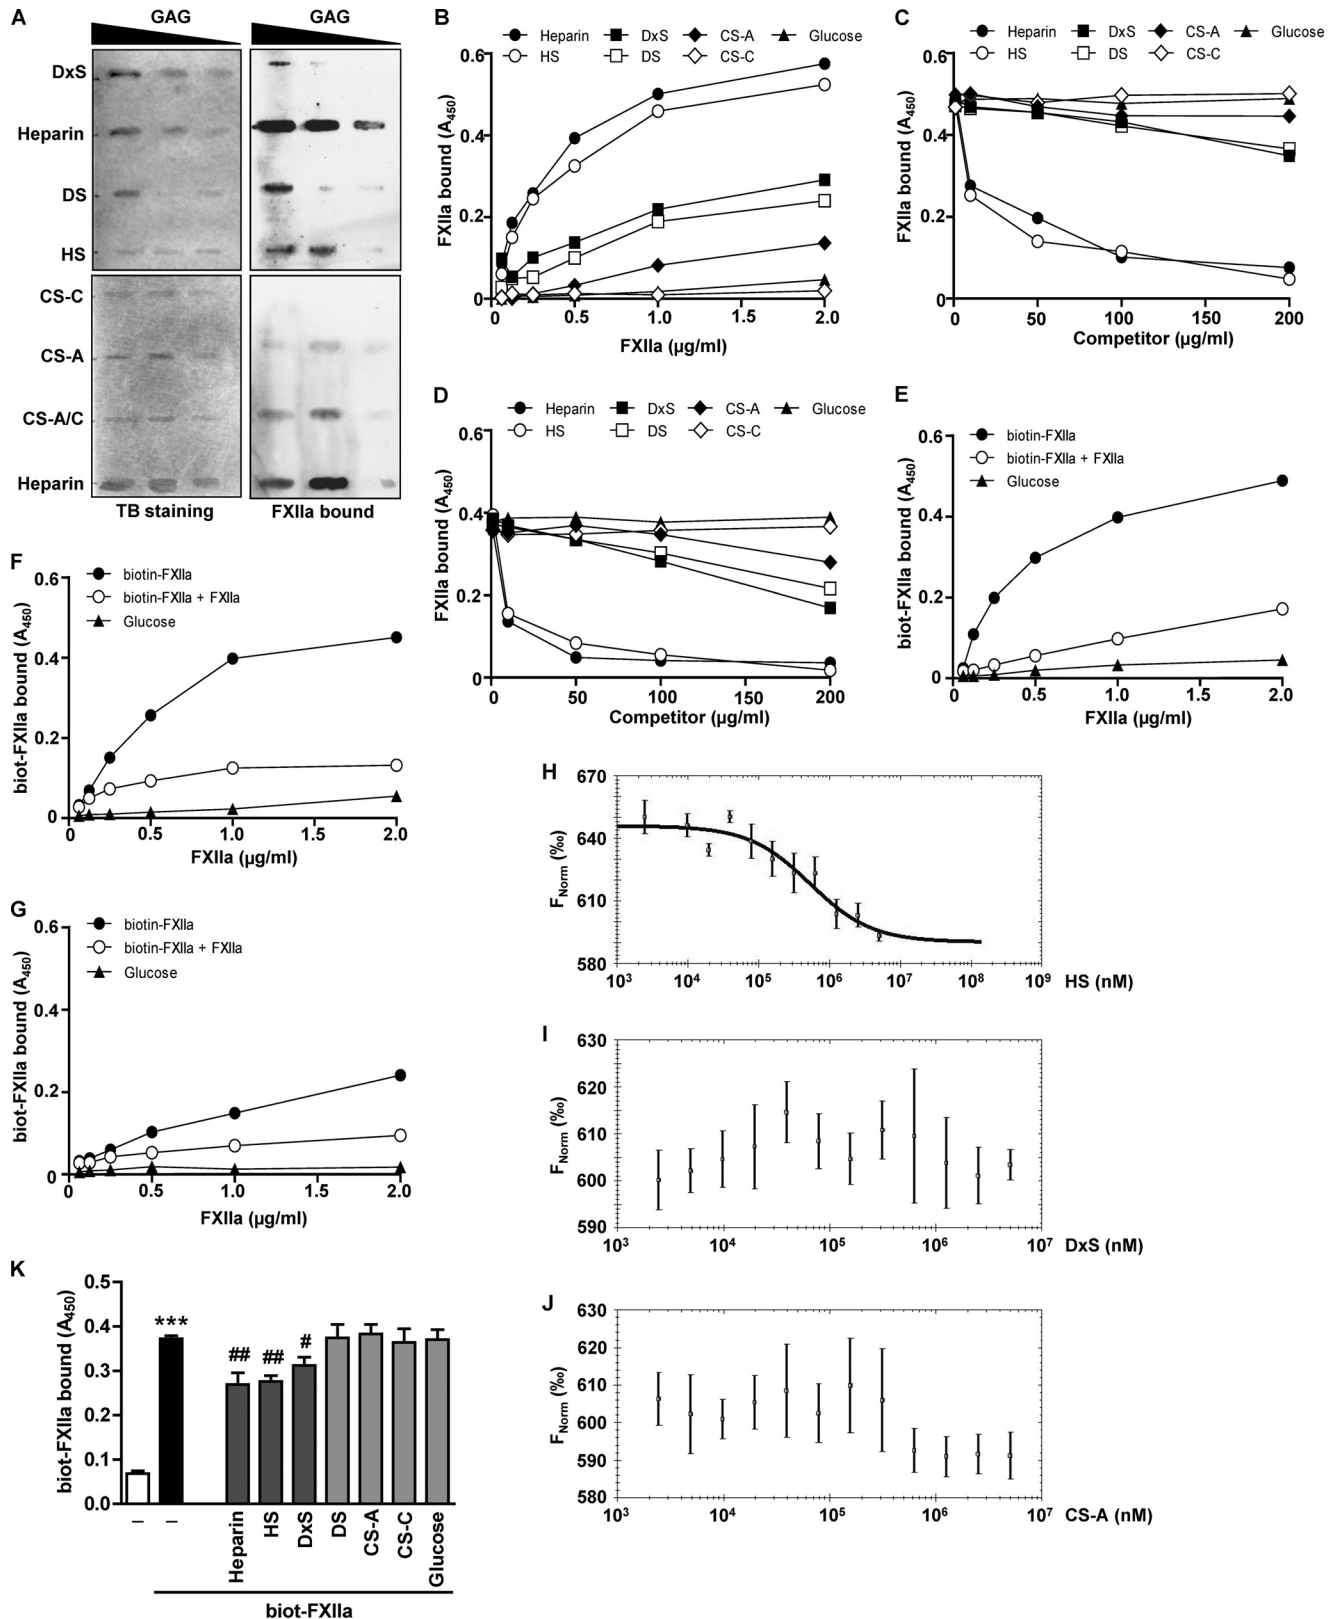 A
GAG
GAG
DxS
Heparin
DS
HS
CS-C
CS-A
CS-A/C
Heparin
TB staining
FXIIa bound
B
Heparin DxS CS-A Glucose
HS DS CS-C
FXIIa bound (A450)
0.6
0.4
0.2
0
0 0.5 1.0 1.5 2.0
FXIIa (µg/ml)
C
Heparin DxS CS-A Glucose
HS DS CS-C
FXIIa bound (A450)
0.6
0.4
0.2
0
0 50 100 150 200
Competitor (µg/ml)
D
Heparin DxS CS-A Glucose
HS DS CS-C
FXIIa bound (A450)
0.6
0.4
0.2
0
0 50 100 150 200
Competitor (µg/ml)
E
biotin-FXIIa
biotin-FXIIa + FXIIa
Glucose
biot-FXIIa bound (A450)
0.6
0.4
0.2
0
0 0.5 1.0 1.5 2.0
FXIIa (µg/ml)
F
biotin-FXIIa
biotin-FXIIa + FXIIa
Glucose
biot-FXIIa bound (A450)
0.6
0.4
0.2
0
0 0.5 1.0 1.5 2.0
FXIIa (µg/ml)
G
biotin-FXIIa
biotin-FXIIa + FXIIa
Glucose
biot-FXIIa bound (A450)
0.6
0.4
0.2
0
0 0.5 1.0 1.5 2.0
FXIIa (µg/ml)
H
FNorm (‰)
670
640
610
580
10³ 10⁴ 10⁵ 10⁶ 10⁷ 10⁸ 10⁹ HS (nM)
I
FNorm (‰)
630
620
610
600
590
10³ 10⁴ 10⁵ 10⁶ 10⁷ DxS (nM)
J
FNorm (‰)
630
620
610
600
590
580
10³ 10⁴ 10⁵ 10⁶ 10⁷ CS-A (nM)
K
biot-FXIIa bound (A450)
0.5
0.4
0.3
0.2
0.1
0.0
***
## ## #
– – Heparin HS DxS DS CS-A CS-C Glucose
biot-FXIIa